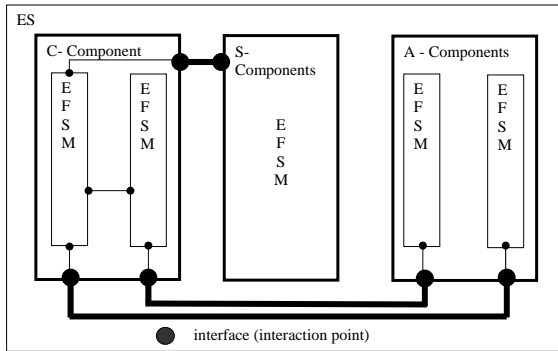 ES
C- Component
S-
Components
A - Components
E
F
S
M
E
F
S
M
E
F
S
M
E
F
S
M
E
F
S
M
interface (interaction point)